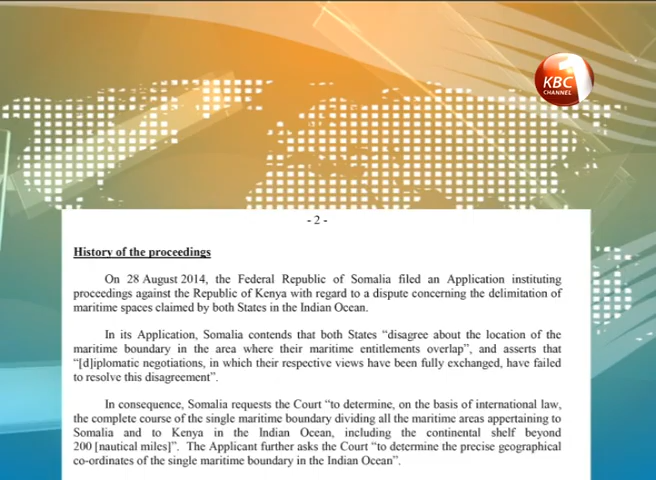 KBC 1
CHANNEL
- 2 -
History of the proceedings
On 28 August 2014, the Federal Republic of Somalia filed an Application instituting
proceedings against the Republic of Kenya with regard to a dispute concerning the delimitation of
maritime spaces claimed by both States in the Indian Ocean.
In its Application, Somalia contends that both States “disagree about the location of the
maritime boundary in the area where their maritime entitlements overlap”, and asserts that
“[d]iplomatic negotiations, in which their respective views have been fully exchanged, have failed
to resolve this disagreement”.
In consequence, Somalia requests the Court “to determine, on the basis of international law,
the complete course of the single maritime boundary dividing all the maritime areas appertaining to
Somalia and to Kenya in the Indian Ocean, including the continental shelf beyond
200 [nautical miles]”. The Applicant further asks the Court “to determine the precise geographical
co-ordinates of the single maritime boundary in the Indian Ocean”.